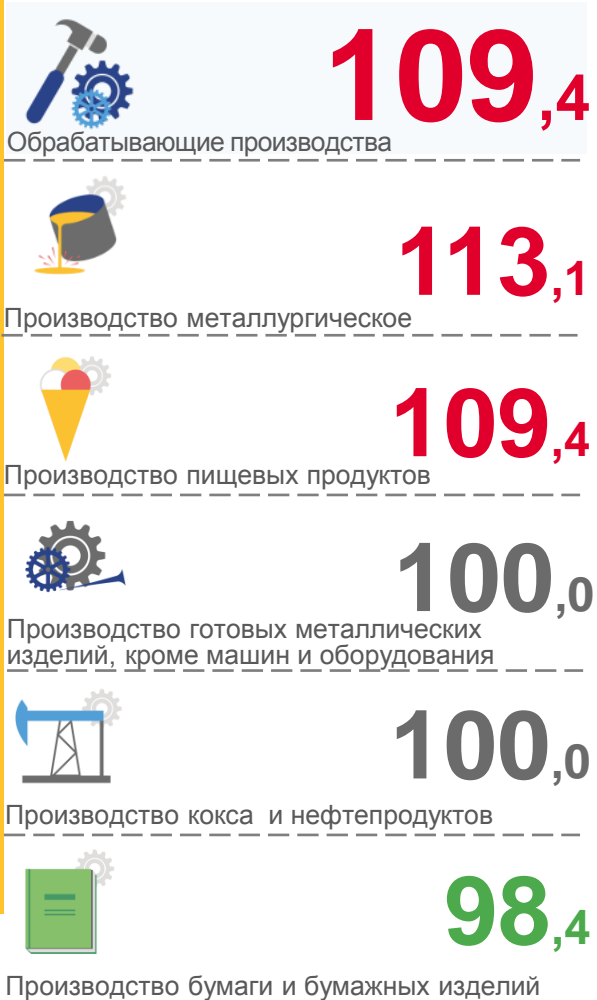 109,4
Обрабатывающие производства
113,1
Производство металлургическое
109,4
Производство пищевых продуктов
100,0
Производство готовых металлических
изделий, кроме машин и оборудования
100,0
Производство кокса и нефтепродуктов
98,4
Производство бумаги и бумажных изделий